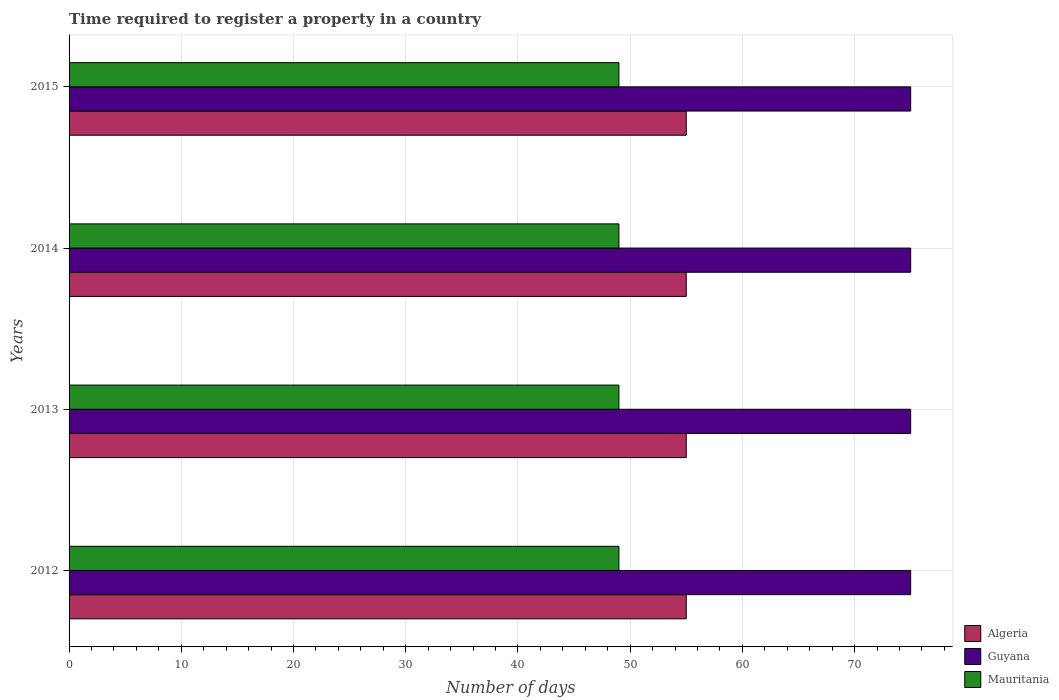 Time required to register a property in a country
Years
2015
2014
2013
2012
0
10
20
30
40
50
60
70
Number of days
Algeria
Guyana
Mauritania